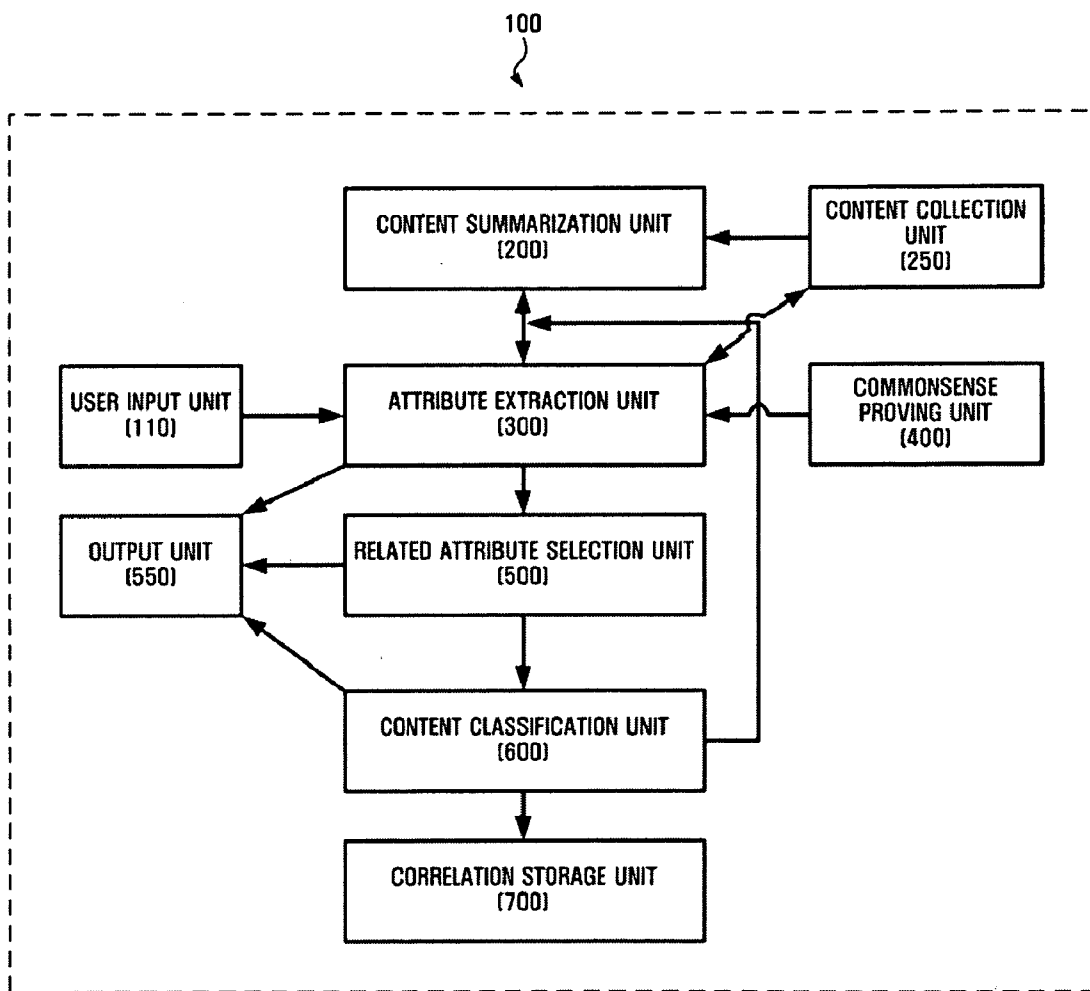 100
CONTENT SUMMARIZATION UNIT
(200)
CONTENT COLLECTION
UNIT
(250)
USER INPUT UNIT
(110)
ATTRIBUTE EXTRACTION UNIT
(300)
COMMONSENSE
PROVING UNIT
(400)
OUTPUT UNIT
(550)
RELATED ATTRIBUTE SELECTION UNIT
(500)
CONTENT CLASSIFICATION UNIT
(600)
CORRELATION STORAGE UNIT
(700)